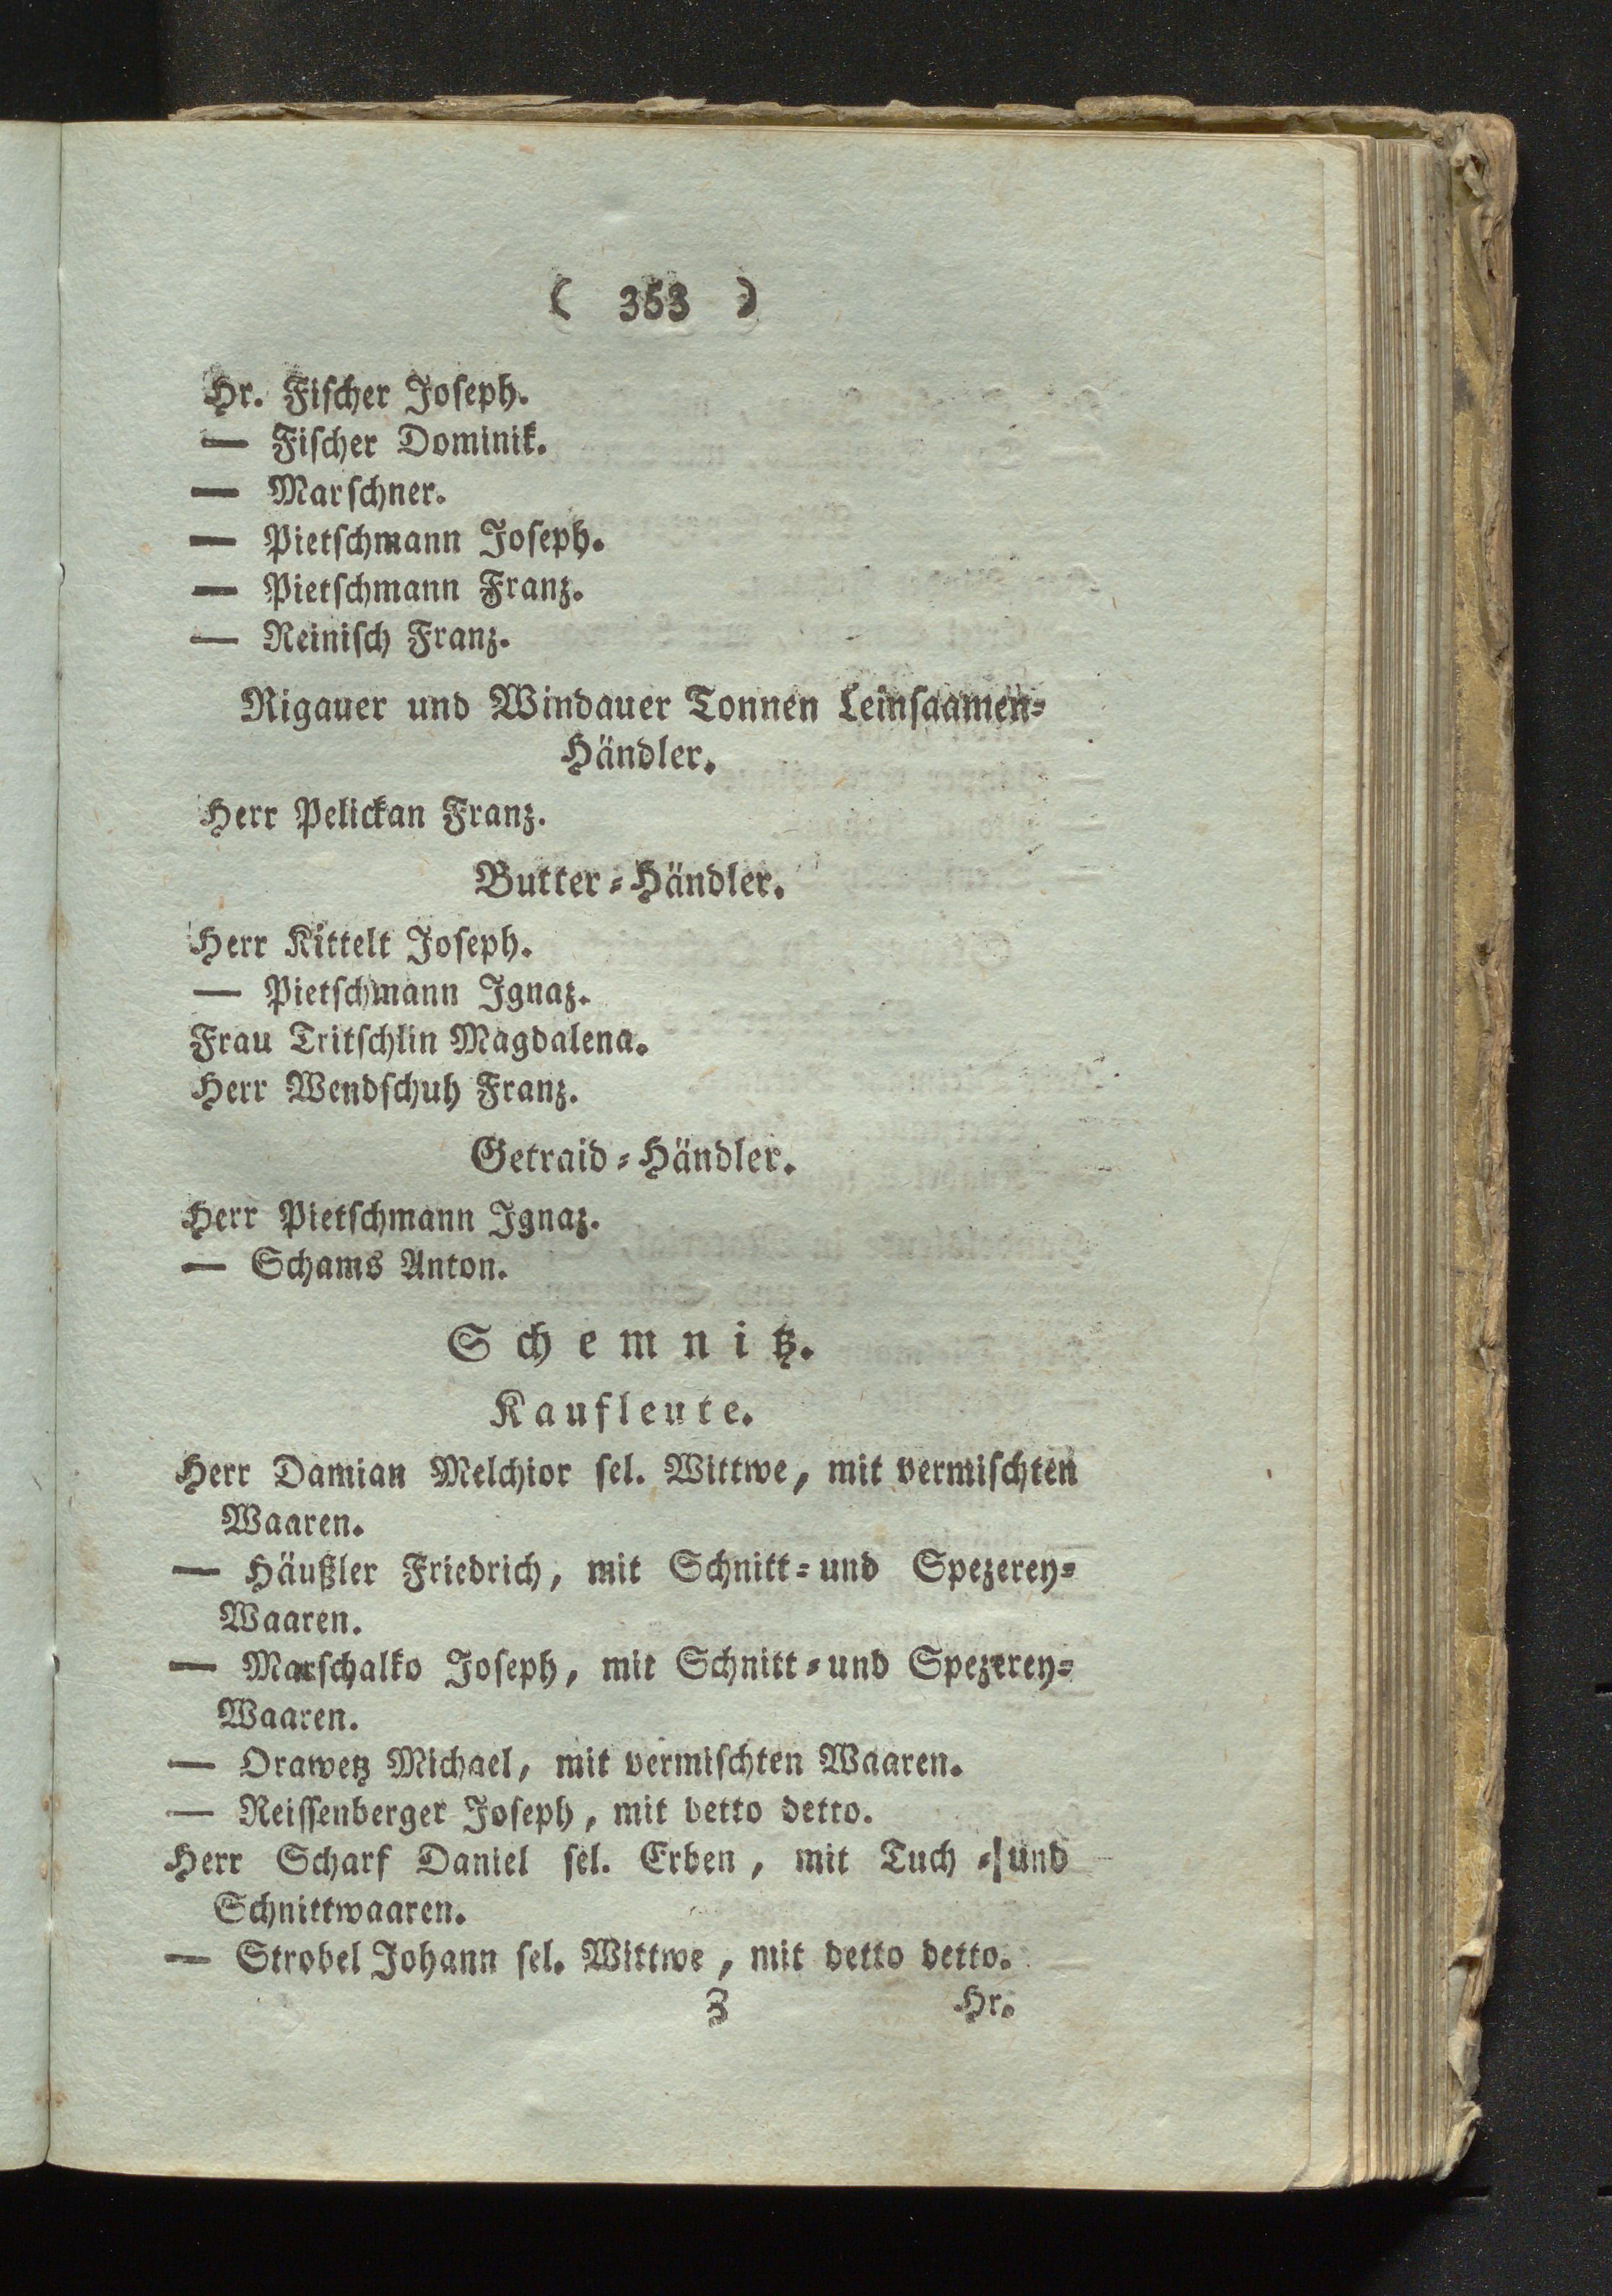 ( 353 )
Hr. Fischer Joseph.
— Fischer Dominik.
— Marschner.
— Pietschmann Joseph.
— Pietschmann Franz.
— Reinisch Franz.
Rigauer und Windauer Tonnen Leinsaamen-
Händler.
Herr Pelickan Franz.
Butter-Händler.
Herr Kittelt Joseph.
— Pietschmann Ignaz.
Frau Tritschlin Magdalena.
Herr Wendschuh Franz.
Getraid-Händler.
Herr Pietschmann Ignaz.
— Schams Anton.
Schemnitz.
Kaufleute.
Herr Damian Melchior sel. Wittwe, mit vermischten
Waaren.
— Häußler Friedrich, mit Schnitt- und Spezerey-
Waaren.
— Marschalko Joseph, mit Schnitt- und Spezerey-
Waaren.
— Orawetz Michael, mit vermischten Waaren.
— Reissenberger Joseph, mit detto detto.
Herr Scharf Daniel sel. Erben, mit Tuch- und
Schnittwaaren.
— Strobel Johann sel. Wittwe, mit detto detto.
Z Hr.